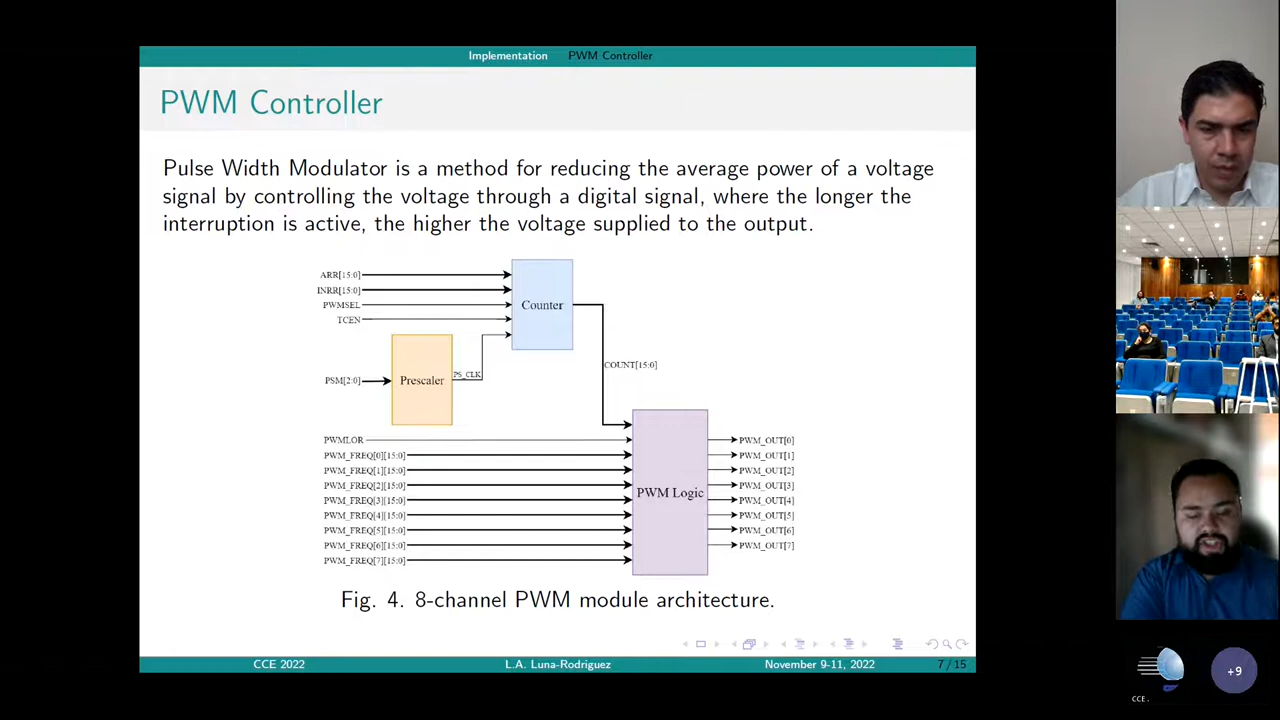 Implementation PWM Controller
PWM Controller
Pulse Width Modulator is a method for reducing the average power of a voltage
signal by controlling the voltage through a digital signal, where the longer the
interruption is active, the higher the voltage supplied to the output.
ARR[15:0]
INRR[15:0]
PWMSEL
TCEN
Counter
PSM[2:0]
Prescaler
PS_CLK
COUNT[15:0]
PWMLOR
PWM_FREQ[0][15:0]
PWM_FREQ[1][15:0]
PWM_FREQ[2][15:0]
PWM_FREQ[3][15:0]
PWM_FREQ[4][15:0]
PWM_FREQ[5][15:0]
PWM_FREQ[6][15:0]
PWM_FREQ[7][15:0]
PWM Logic
PWM_OUT[0]
PWM_OUT[1]
PWM_OUT[2]
PWM_OUT[3]
PWM_OUT[4]
PWM_OUT[5]
PWM_OUT[6]
PWM_OUT[7]
Fig. 4. 8-channel PWM module architecture.
CCE 2022 L.A. Luna-Rodriguez November 9-11, 2022 7 / 15
+9
CCE.